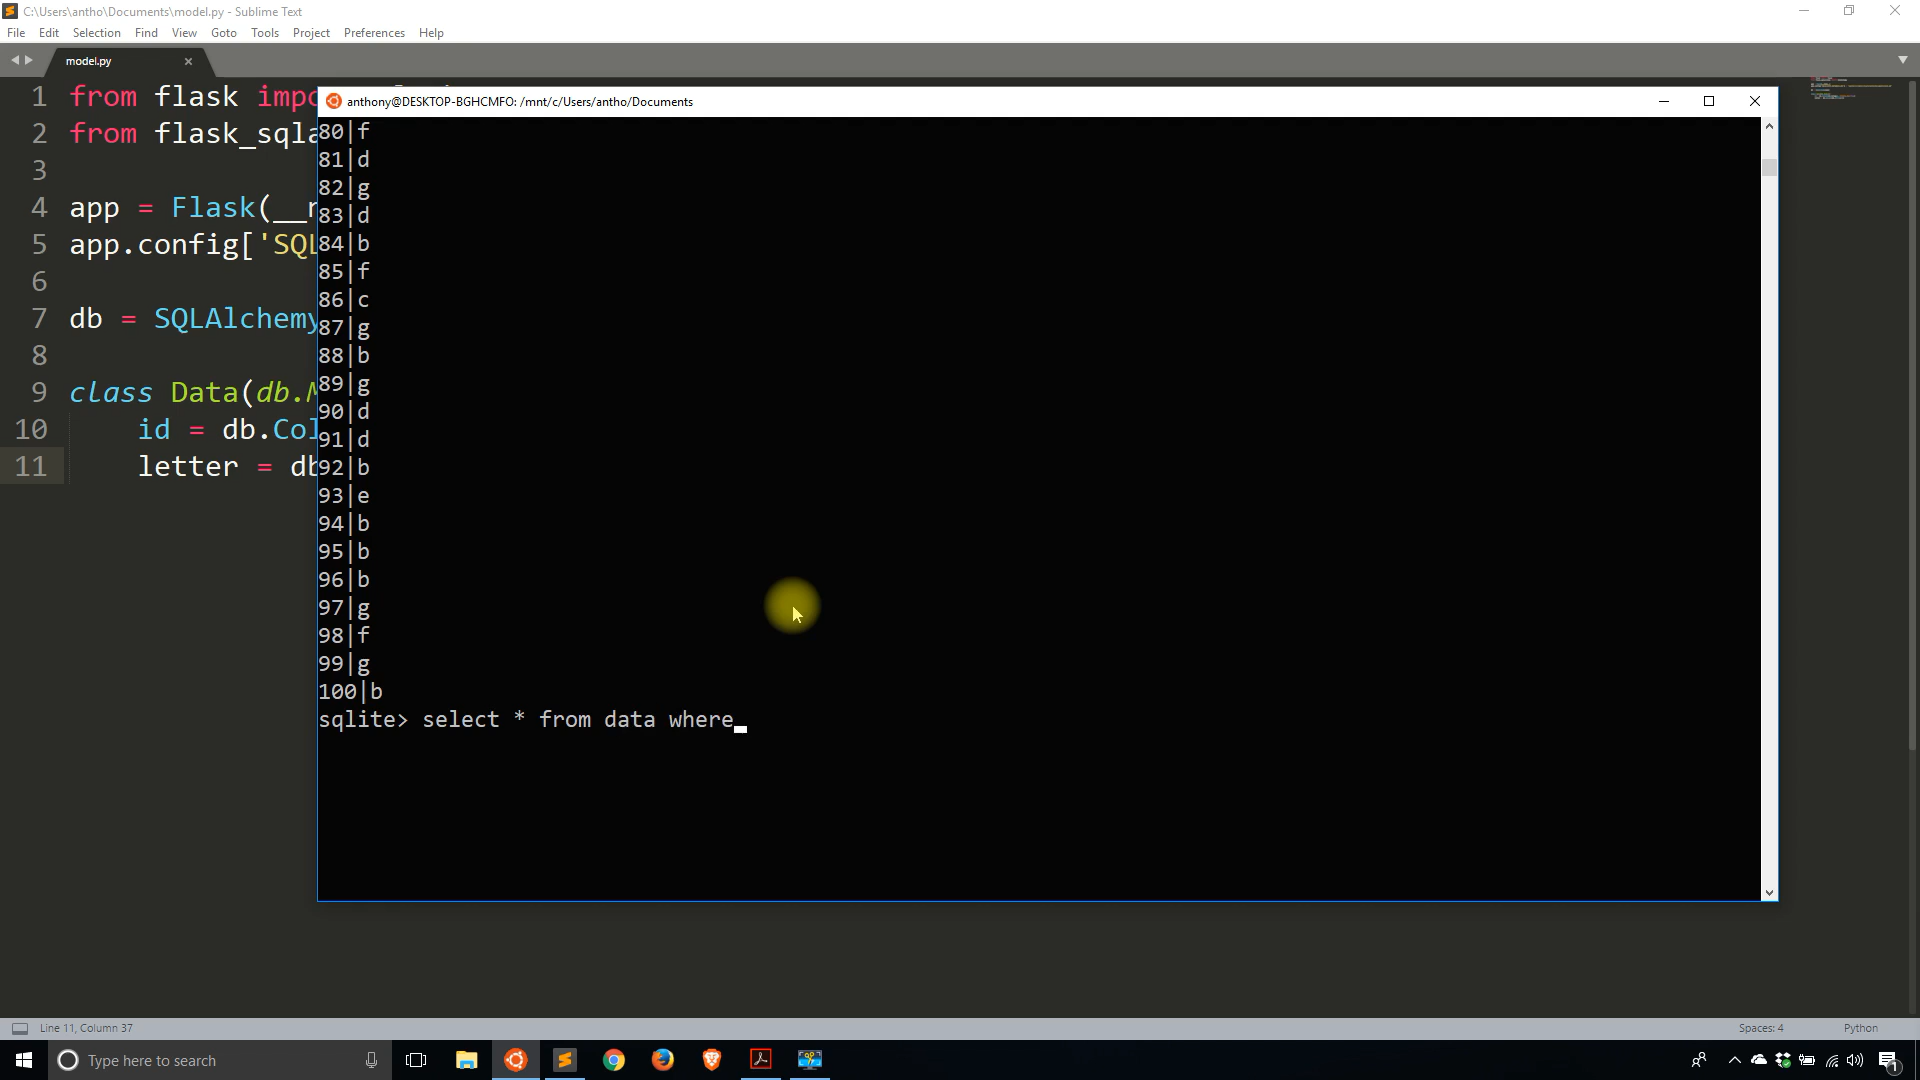 C:\Users\antho\Documents\model.py - Sublime Text
File Edit Selection Find View Goto Tools Project Preferences Help
model.py
1 from flask impo
2 from flask_sqla
3
4 app = Flask(__n
5 app.config['SQL
6
7 db = SQLAlchemy
8
9 class Data(db.M
10 id = db.Col
11 letter = db
anthony@DESKTOP-BGHCMFO: /mnt/c/Users/antho/Documents
80|f
81|d
82|g
83|d
84|b
85|f
86|c
87|g
88|b
89|g
90|d
91|d
92|b
93|e
94|b
95|b
96|b
97|g
98|f
99|g
100|b
sqlite> select * from data where
Line 11, Column 37
Spaces: 4
Python
Type here to search
1